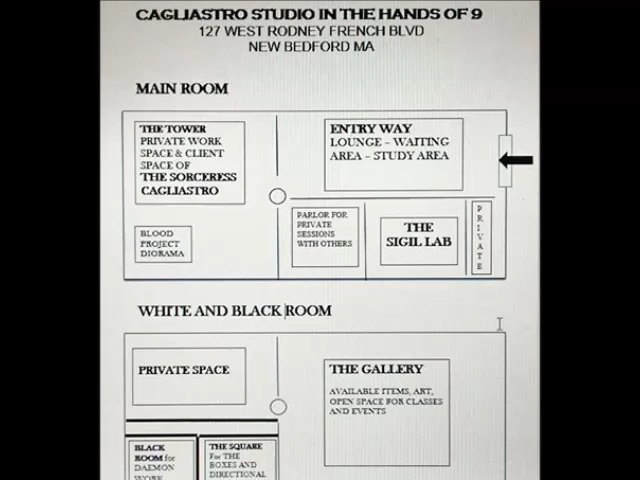 CAGLIASTRO STUDIO IN THE HANDS OF 9
127 WEST RODNEY FRENCH BLVD
NEW BEDFORD MA
MAIN ROOM
THE TOWER
PRIVATE WORK
SPACE & CLIENT
SPACE OF
THE SORCERESS
CAGLIASTRO
ENTRY WAY
LOUNGE - WAITING
AREA - STUDY AREA
BLOOD
PROJECT
DIORAMA
PARLOR FOR
PRIVATE
SESSIONS
WITH OTHERS
THE
SIGIL LAB
PRIVATE
WHITE AND BLACK ROOM
PRIVATE SPACE
THE GALLERY
AVAILABLE ITEMS, ART,
OPEN SPACE FOR CLASSES
AND EVENTS
BLACK
ROOM for
DAEMON
WORK
THE SQUARE
For THE
BOXES AND
DIRECTIONAL